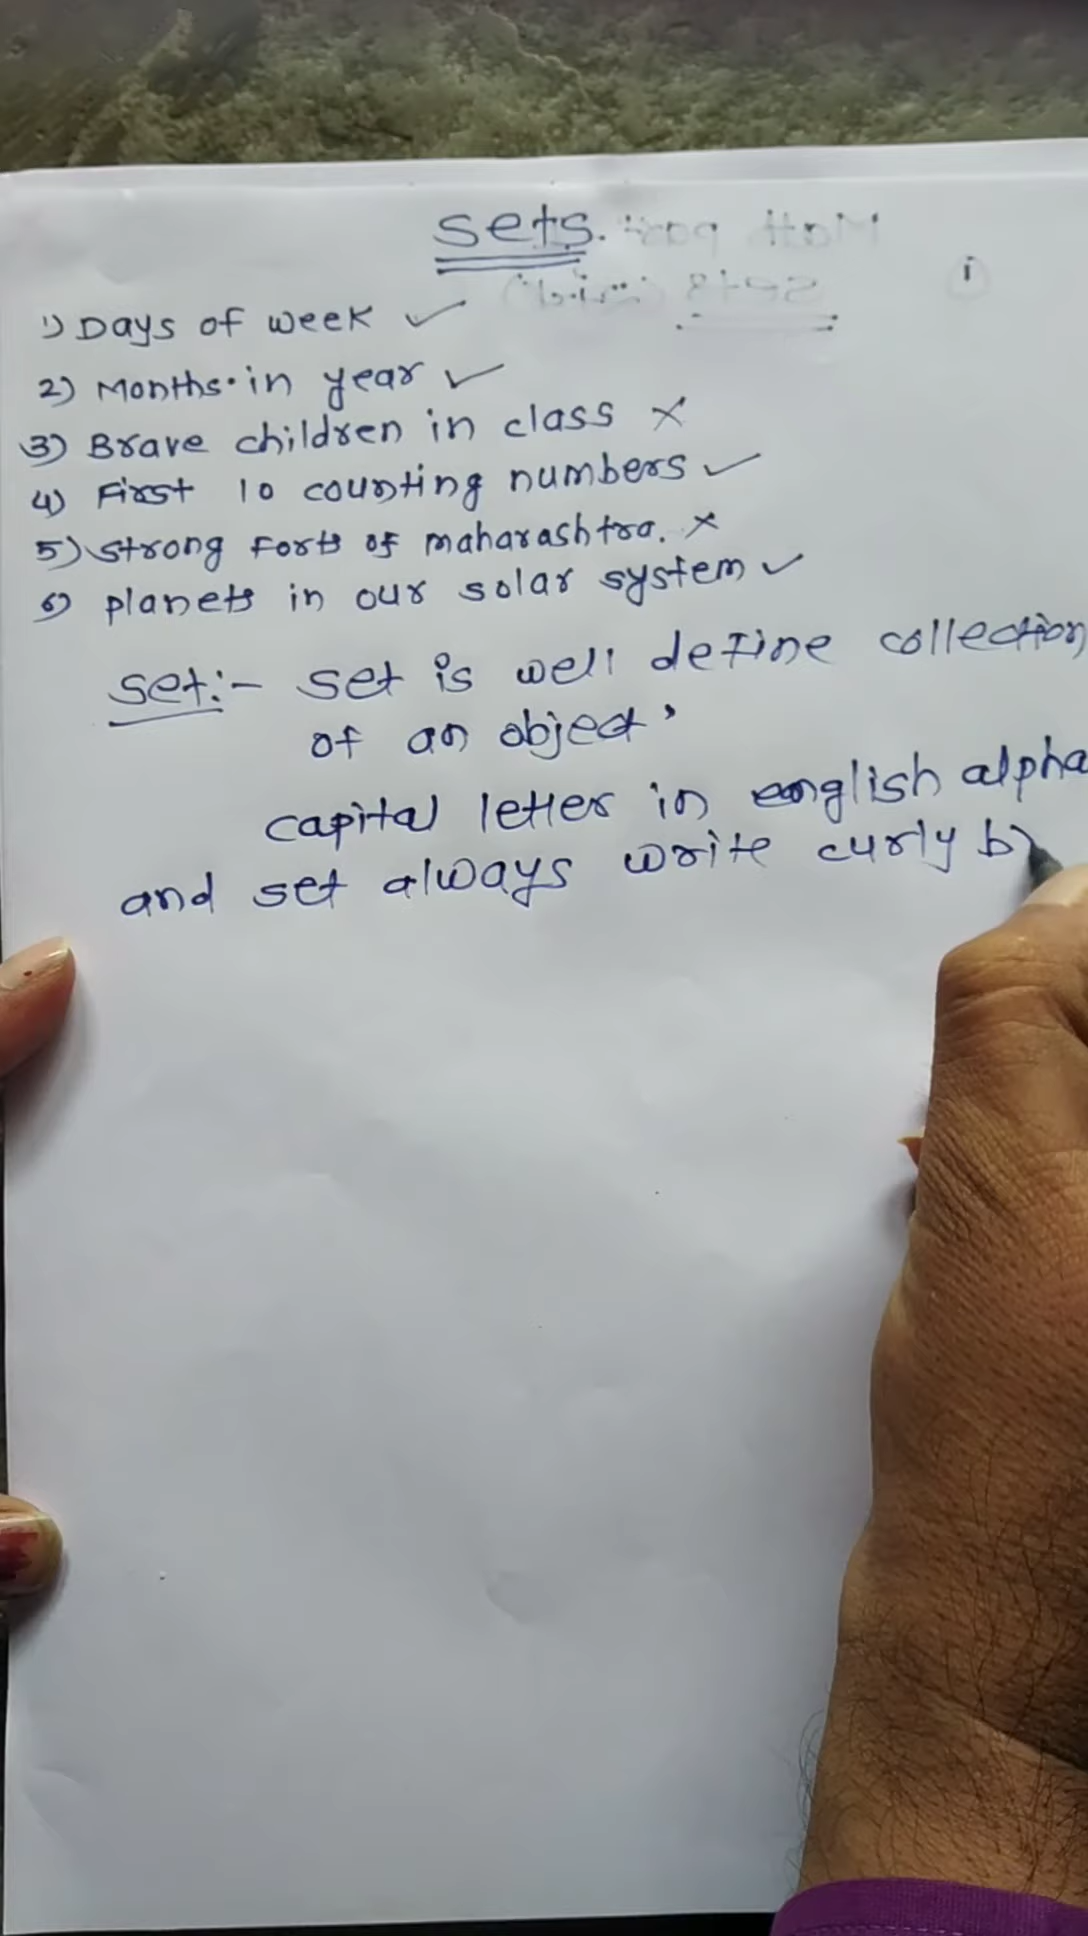 sets.
1) Days of week ✓
2) Months in year ✓
3) Brave children in class ×
4) First 10 counting numbers ✓
5) strong Forts of maharashtra. ×
6) planets in our solar system ✓
set:- set is well define collection
of an object,
capital letter in english alpha
and set always write curly b